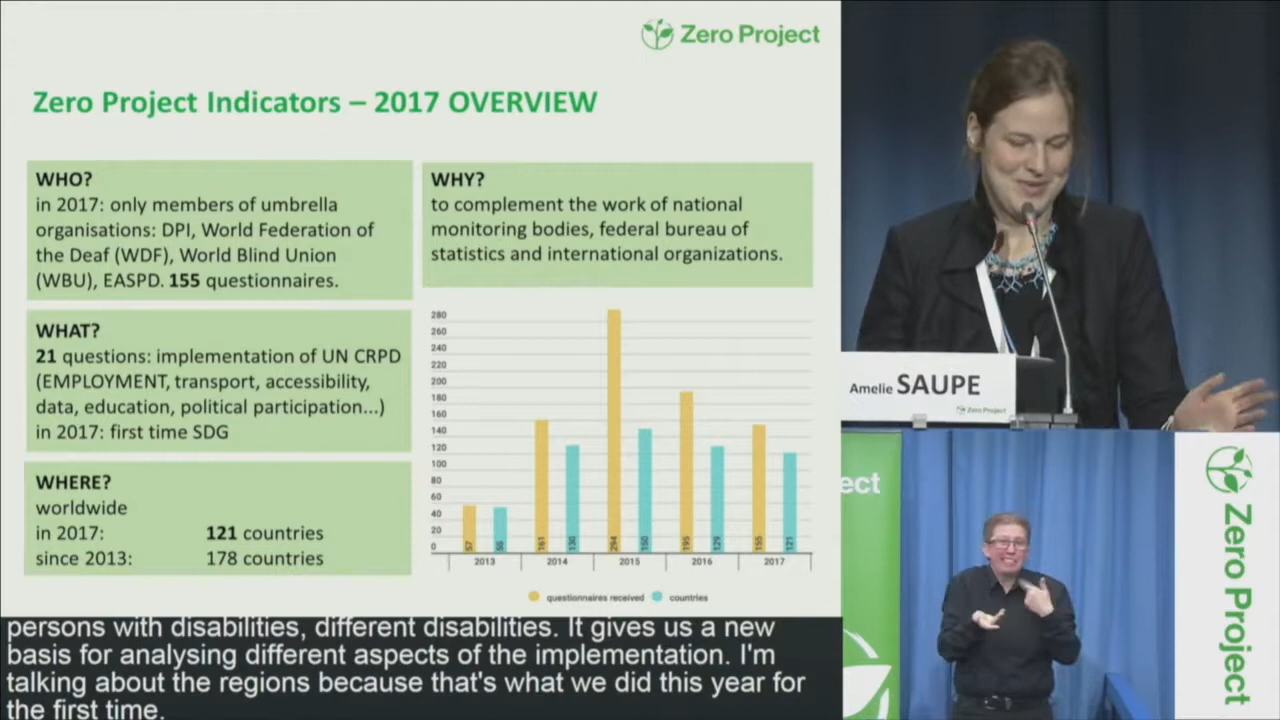 Zero Project
Zero Project Indicators – 2017 OVERVIEW
WHO?
in 2017: only members of umbrella
organisations: DPI, World Federation of
the Deaf (WDF), World Blind Union
(WBU), EASPD. 155 questionnaires.
WHAT?
21 questions: implementation of UN CRPD
(EMPLOYMENT, transport, accessibility,
data, education, political participation...)
in 2017: first time SDG
WHERE?
worldwide
in 2017: 121 countries
since 2013: 178 countries
WHY?
to complement the work of national
monitoring bodies, federal bureau of
statistics and international organizations.
280
260
240
220
200
180
160
140
120
100
80
60
40
20
0
57
161
130
294
150
195
129
155
121
2013 2014 2015 2016 2017
questionnaires received countries
persons with disabilities, different disabilities. It gives us a new
basis for analysing different aspects of the implementation. I'm
talking about the regions because that's what we did this year for
the first time.
Amelie SAUPE
Zero Project
ect
Zero Project